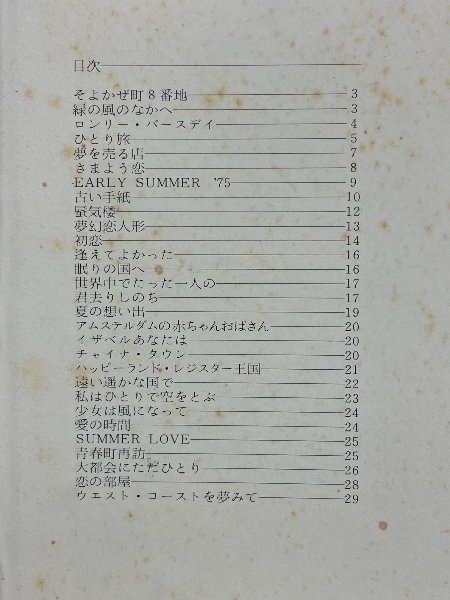 目次
そよかぜ町8番地 3
緑の風のなかへ 3
ロンリー・バースデイ 4
ひとり旅 5
夢を売る店 7
さまよう恋 8
EARLY SUMMER '75 9
古い手紙 10
蜃気楼 12
夢幻恋人形 13
初恋 14
逢えてよかった 16
眠りの国へ 16
世界中でたった一人の 17
君去りしのち 17
夏の想い出 19
アムステルダムの赤ちゃんおばさん 20
イザベルあなたは 20
チャイナ・タウン 20
ハッピーランド・レジスター王国 21
遠い遥かな国で 22
私はひとりで空をとぶ 23
少女は風になって 24
愛の時間 24
SUMMER LOVE 25
青春町再訪 25
大都会にただひとり 26
恋の部屋 28
ウエスト・コーストを夢みて 29